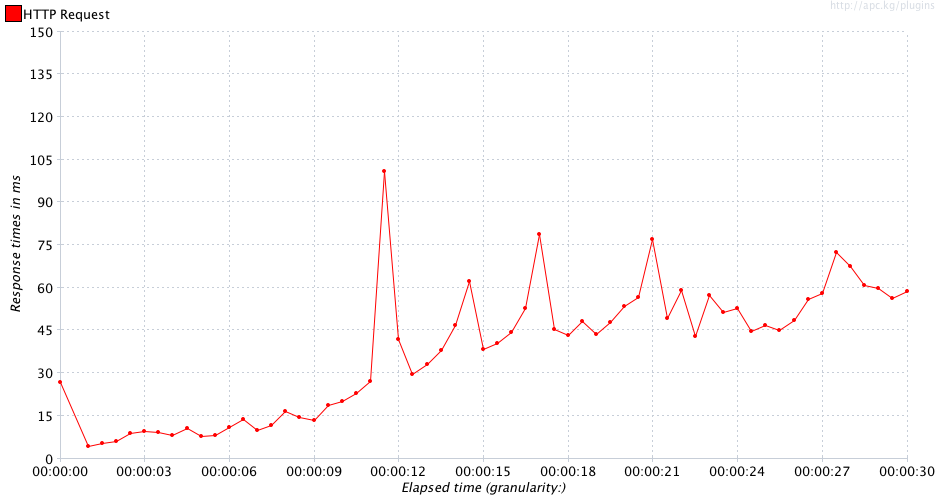 http://apc.kg/plugins
HTTP Request
150
135
120
105
90
75
60
45
30
15
0
Response times in ms
00:00:00 00:00:03 00:00:06 00:00:09 00:00:12 00:00:15 00:00:18 00:00:21 00:00:24 00:00:27 00:00:30
Elapsed time (granularity:)